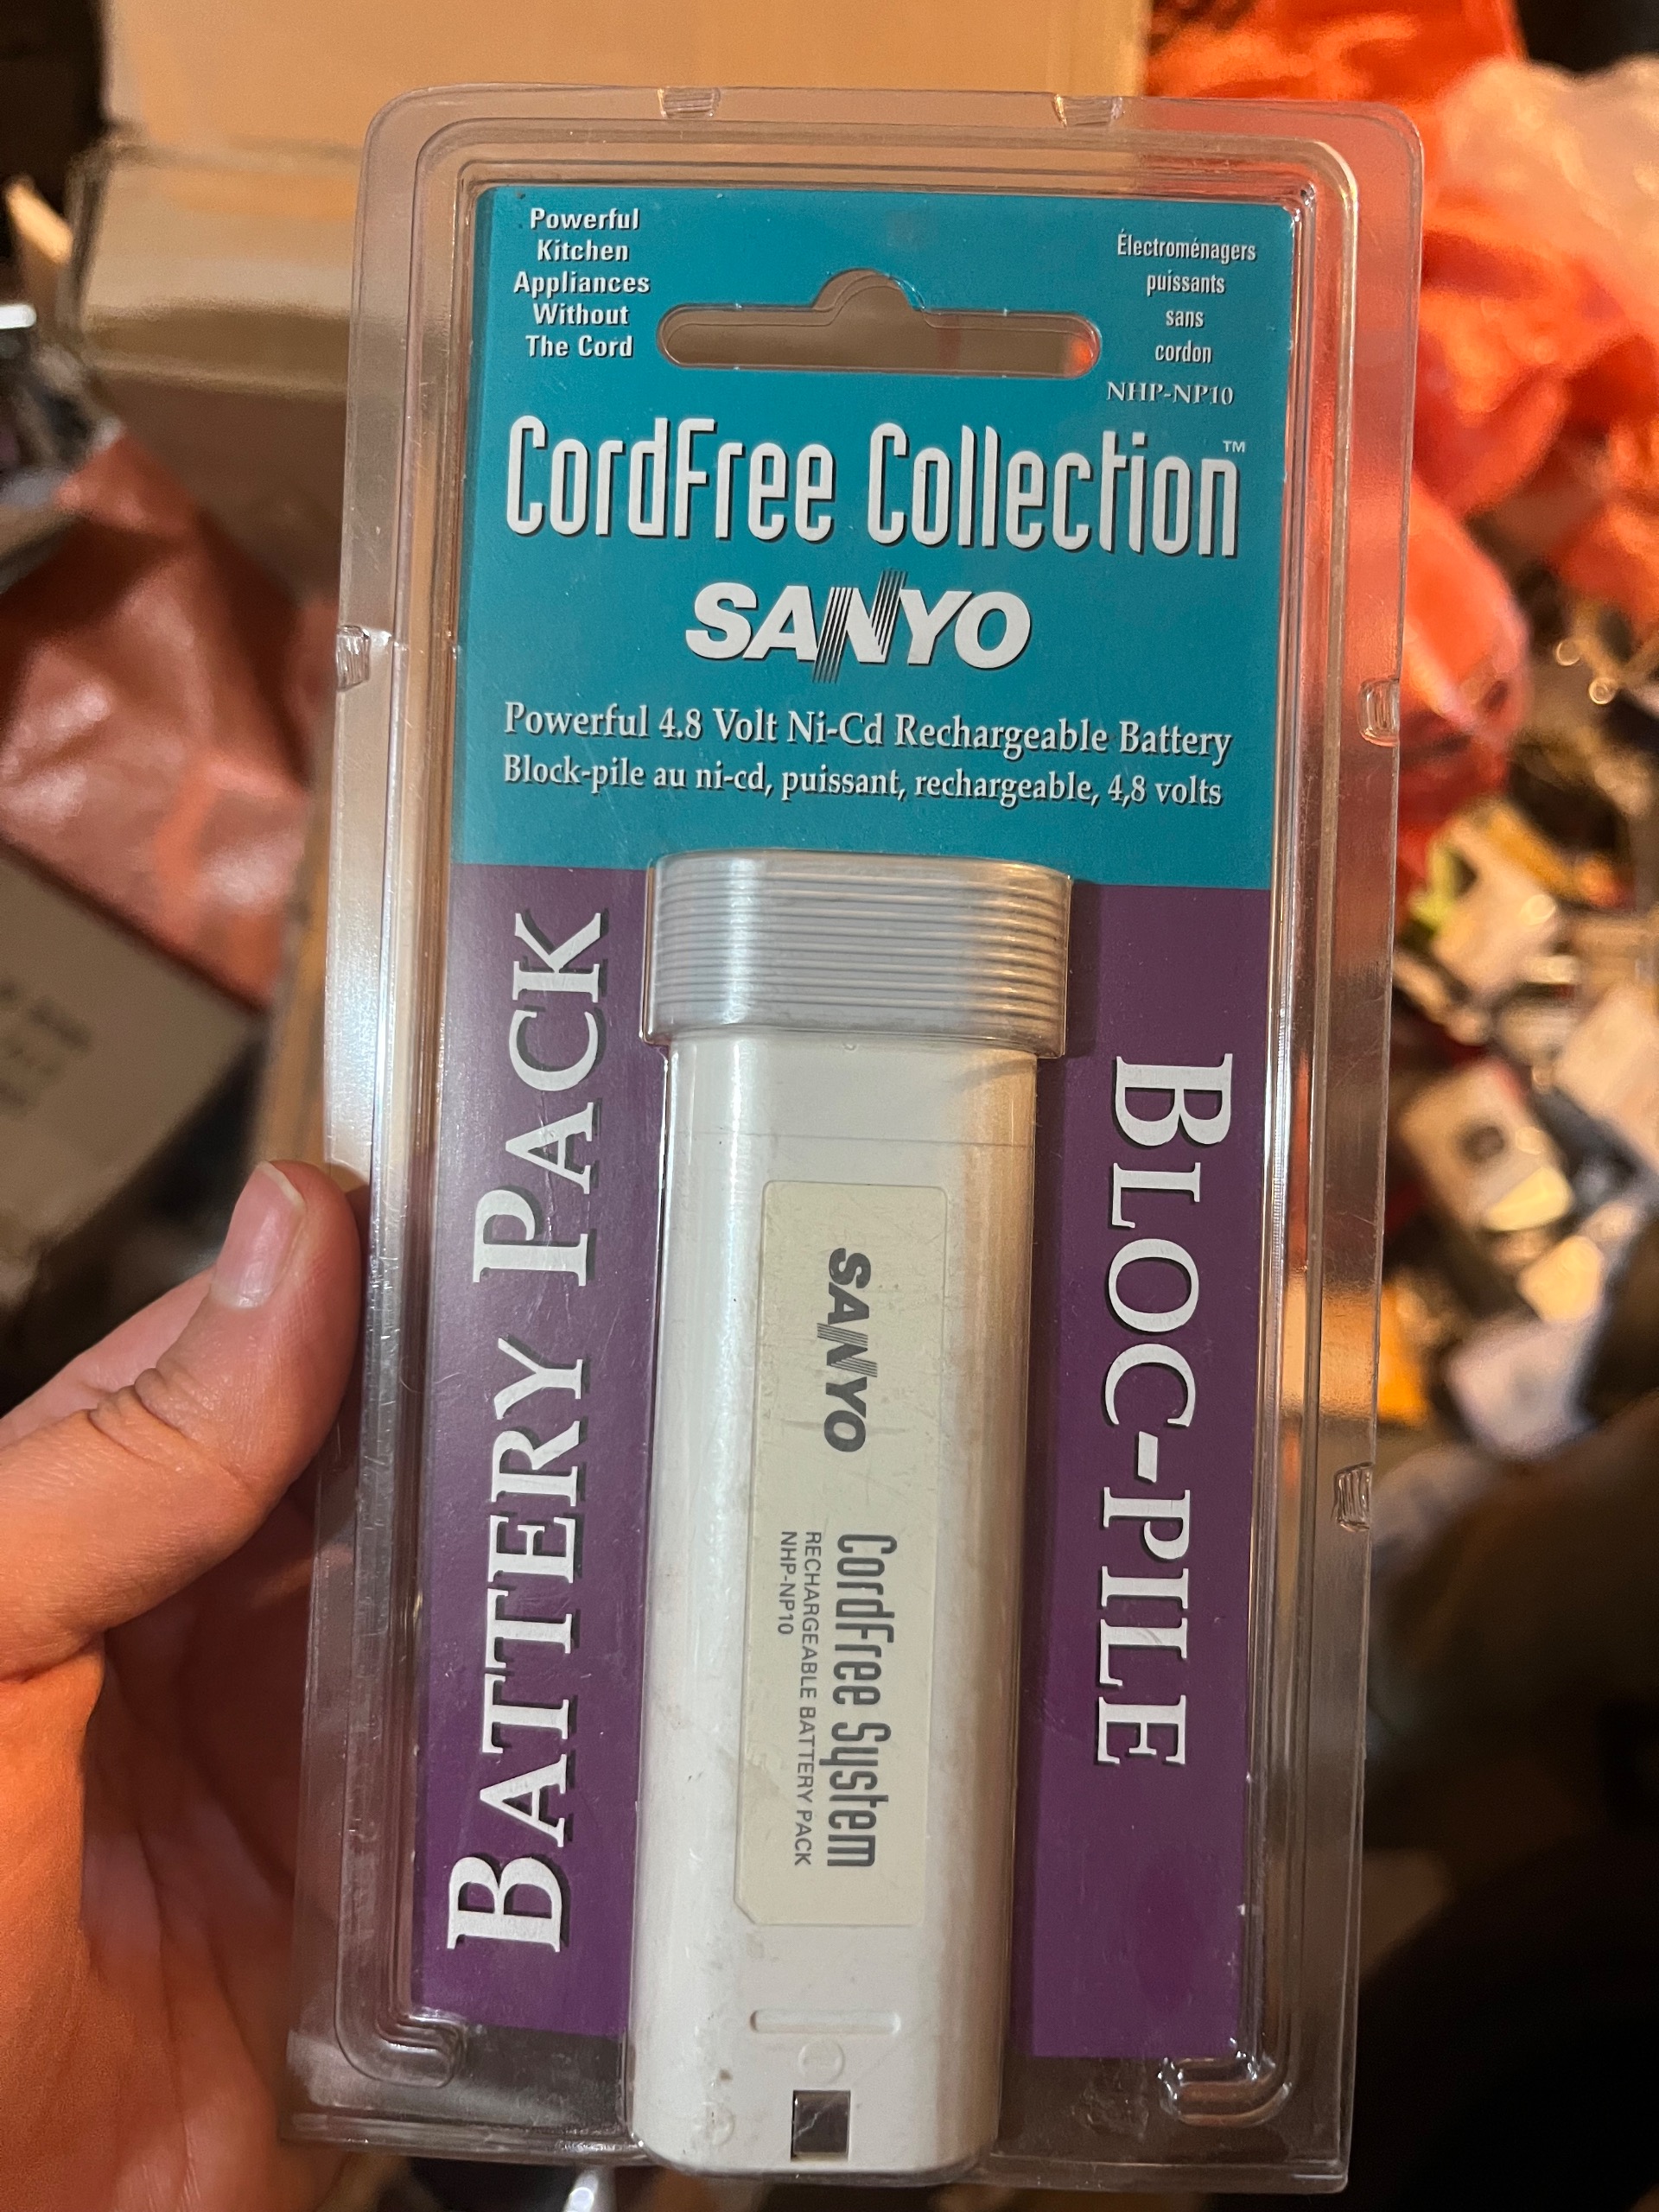 Powerful
Kitchen
Appliances
Without
The Cord
Électroménagers
puissants
sans
cordon
NHP-NP10
CordFree Collection™
SANYO
Powerful 4.8 Volt Ni-Cd Rechargeable Battery
Block-pile au ni-cd, puissant, rechargeable, 4,8 volts
BATTERY PACK
BLOC-PILE
SANYO
CordFree System
RECHARGEABLE BATTERY PACK
NHP-NP10